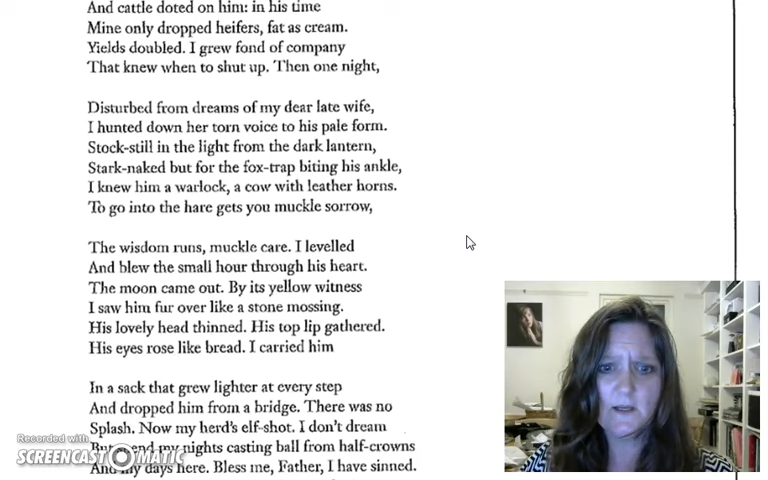 And cattle doted on him: in his time
Mine only dropped heifers, fat as cream.
Yields doubled. I grew fond of company
That knew when to shut up. Then one night,
Disturbed from dreams of my dear late wife,
I hunted down her torn voice to his pale form.
Stock-still in the light from the dark lantern,
Stark-naked but for the fox-trap biting his ankle,
I knew him a warlock, a cow with leather horns.
To go into the hare gets you muckle sorrow,
The wisdom runs, muckle care. I levelled
And blew the small hour through his heart.
The moon came out. By its yellow witness
I saw him fur over like a stone mossing.
His lovely head thinned. His top lip gathered.
His eyes rose like bread. I carried him
In a sack that grew lighter at every step
And dropped him from a bridge. There was no
Splash. Now my herd's elf-shot. I don't dream
my nights casting ball from half-crowns
And my days here. Bless me, Father, I have sinned.
Recorded with
SCREENCAST-O-MATIC